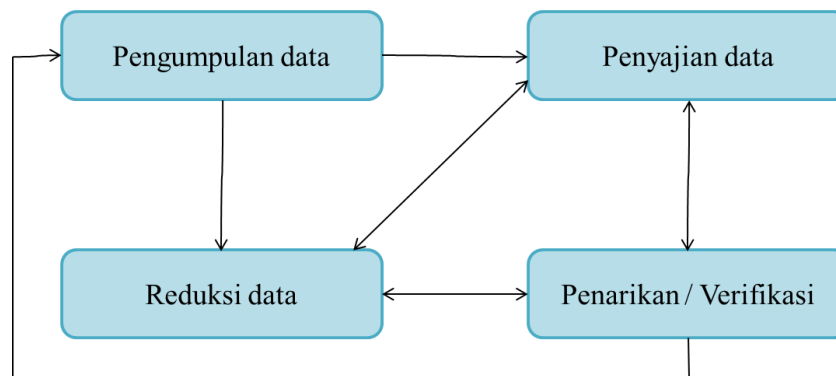 Pengumpulan data
Penyajian data
Reduksi data
Penarikan / Verifikasi